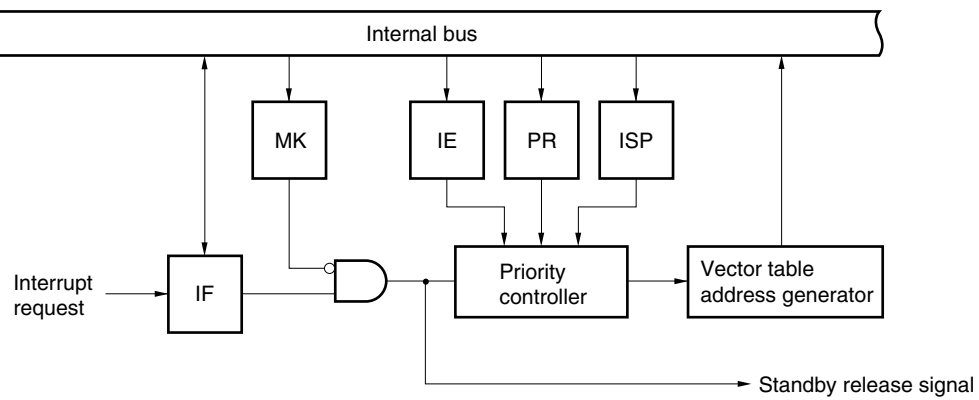 Internal bus
MK
IE
PR
ISP
Interrupt
request
IF
Priority
controller
Vector table
address generator
Standby release signal